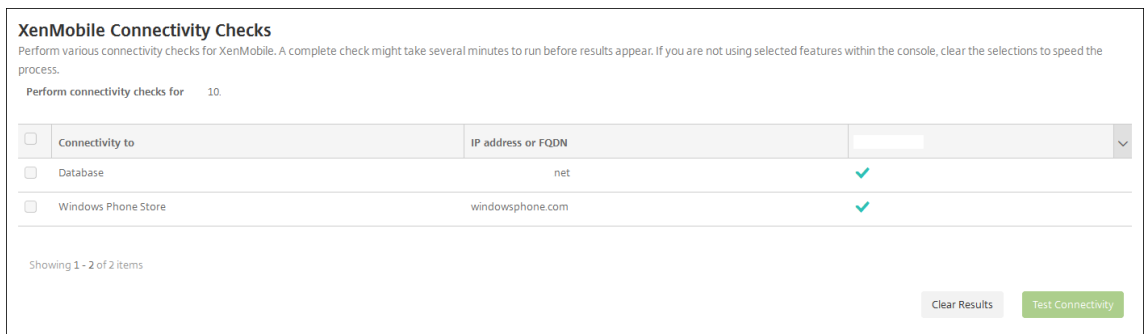 XenMobile Connectivity Checks
Perform various connectivity checks for XenMobile. A complete check might take several minutes to run before results appear. If you are not using selected features within the console, clear the selections to speed the
process.
Perform connectivity checks for 10.
Connectivity to IP address or FQDN
Database net
Windows Phone Store windowsphone.com
Showing 1 - 2 of 2 items
Clear Results Test Connectivity